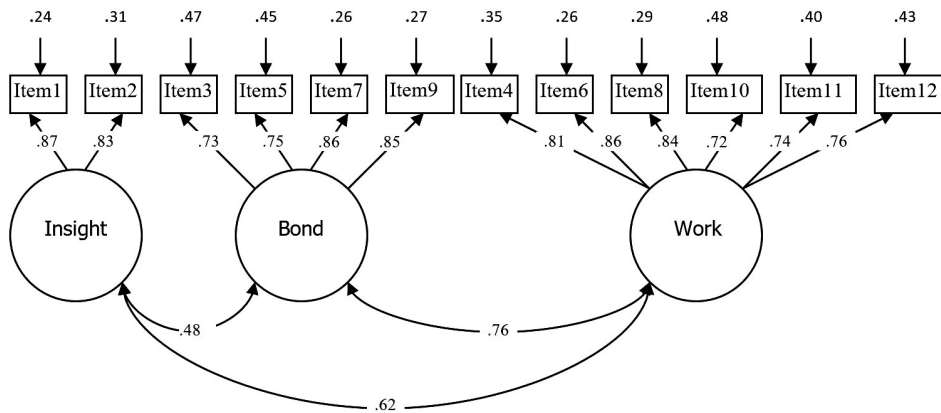 .24 .31 .47 .45 .26 .27 .35 .26 .29 .48 .40 .43
Item1 Item2 Item3 Item5 Item7 Item9 Item4 Item6 Item8 Item10 Item11 Item12
.87 .83 .73 .75 .86 .85 .81 .86 .84 .72 .74 .76
Insight Bond Work
.48 .76
.62